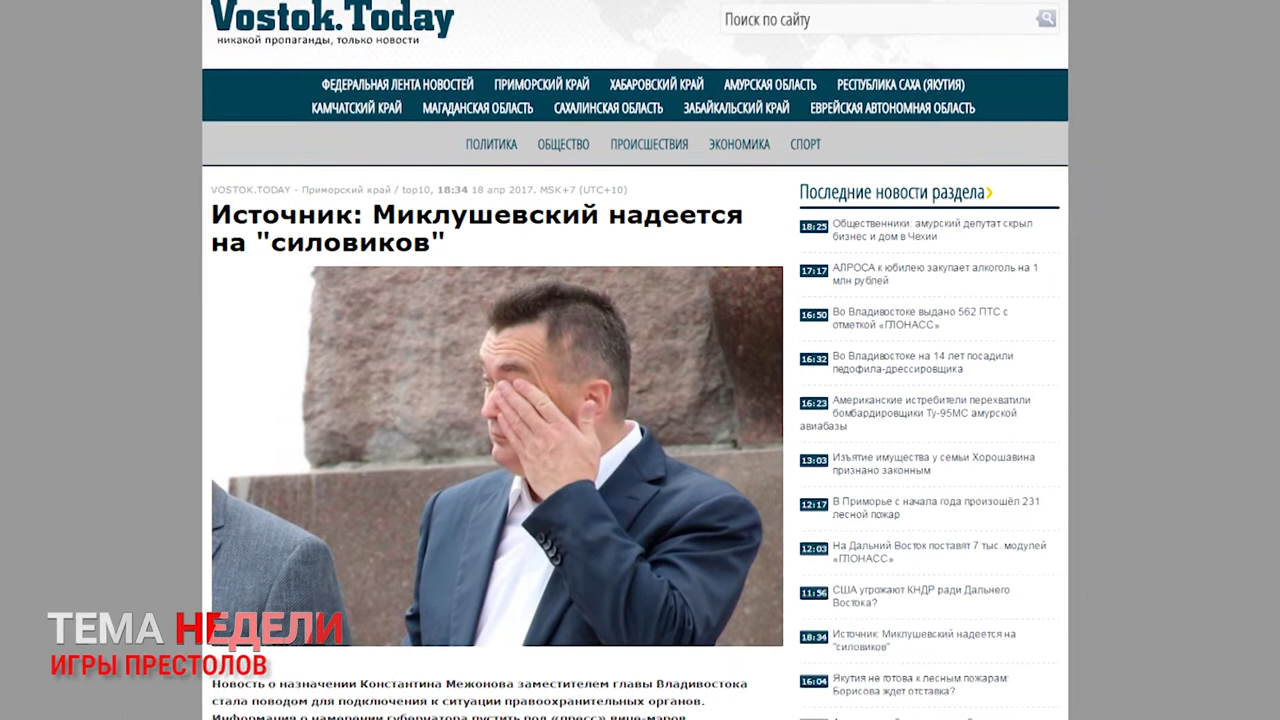 Vostok.Today
никакой пропаганды, только новости
Поиск по сайту
ФЕДЕРАЛЬНАЯ ЛЕНТА НОВОСТЕЙ ПРИМОРСКИЙ КРАЙ ХАБАРОВСКИЙ КРАЙ АМУРСКАЯ ОБЛАСТЬ РЕСПУБЛИКА САХА (ЯКУТИЯ)
КАМЧАТСКИЙ КРАЙ МАГАДАНСКАЯ ОБЛАСТЬ САХАЛИНСКАЯ ОБЛАСТЬ ЗАБАЙКАЛЬСКИЙ КРАЙ ЕВРЕЙСКАЯ АВТОНОМНАЯ ОБЛАСТЬ
ПОЛИТИКА ОБЩЕСТВО ПРОИСШЕСТВИЯ ЭКОНОМИКА СПОРТ
VOSTOK.TODAY - Приморский край / top10, 18:34 18 апр 2017. MSK+7 (UTC+10)
Источник: Миклушевский надеется
на "силовиков"
Новость о назначении Константина Межонова заместителем главы Владивостока
стала поводом для подключения к ситуации правоохранительных органов.
Информация о намерении губернатора пустить под «пресс» вице-мэров
Последние новости раздела
18:25 Общественники: амурский депутат скрыл
бизнес и дом в Чехии
17:17 АЛРОСА к юбилею закупает алкоголь на 1
млн рублей
16:50 Во Владивостоке выдано 562 ПТС с
отметкой «ГЛОНАСС»
16:32 Во Владивостоке на 14 лет посадили
педофила-дрессировщика
16:23 Американские истребители перехватили
бомбардировщики Ту-95МС амурской
авиабазы
13:03 Изъятие имущества у семьи Хорошавина
признано законным
12:17 В Приморье с начала года произошёл 231
лесной пожар
12:03 На Дальний Восток поставят 7 тыс. модулей
«ГЛОНАСС»
11:56 США угрожают КНДР ради Дальнего
Востока?
18:34 Источник: Миклушевский надеется на
"силовиков"
16:04 Якутия не готова к лесным пожарам:
Борисова ждет отставка?
ТЕМА НЕДЕЛИ
ИГРЫ ПРЕСТОЛОВ